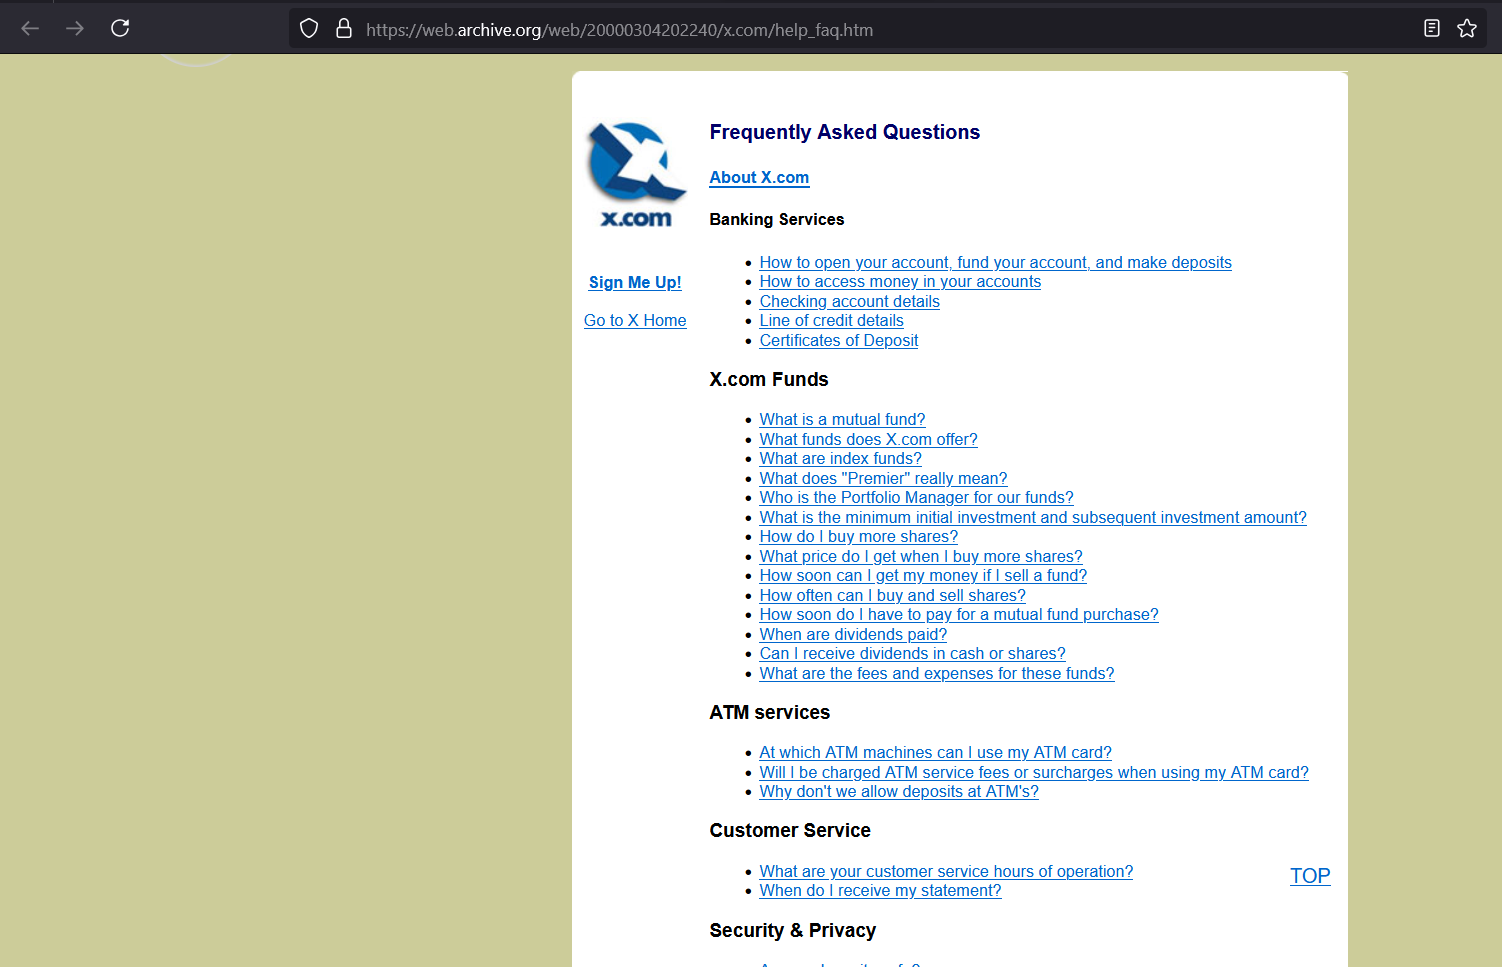 https://web.archive.org/web/20000304202240/x.com/help_faq.htm
x.com
Sign Me Up!
Go to X Home
Frequently Asked Questions
About X.com
Banking Services
How to open your account, fund your account, and make deposits
How to access money in your accounts
Checking account details
Line of credit details
Certificates of Deposit
X.com Funds
What is a mutual fund?
What funds does X.com offer?
What are index funds?
What does "Premier" really mean?
Who is the Portfolio Manager for our funds?
What is the minimum initial investment and subsequent investment amount?
How do I buy more shares?
What price do I get when I buy more shares?
How soon can I get my money if I sell a fund?
How often can I buy and sell shares?
How soon do I have to pay for a mutual fund purchase?
When are dividends paid?
Can I receive dividends in cash or shares?
What are the fees and expenses for these funds?
ATM services
At which ATM machines can I use my ATM card?
Will I be charged ATM service fees or surcharges when using my ATM card?
Why don't we allow deposits at ATM's?
Customer Service
What are your customer service hours of operation?
When do I receive my statement?
TOP
Security & Privacy